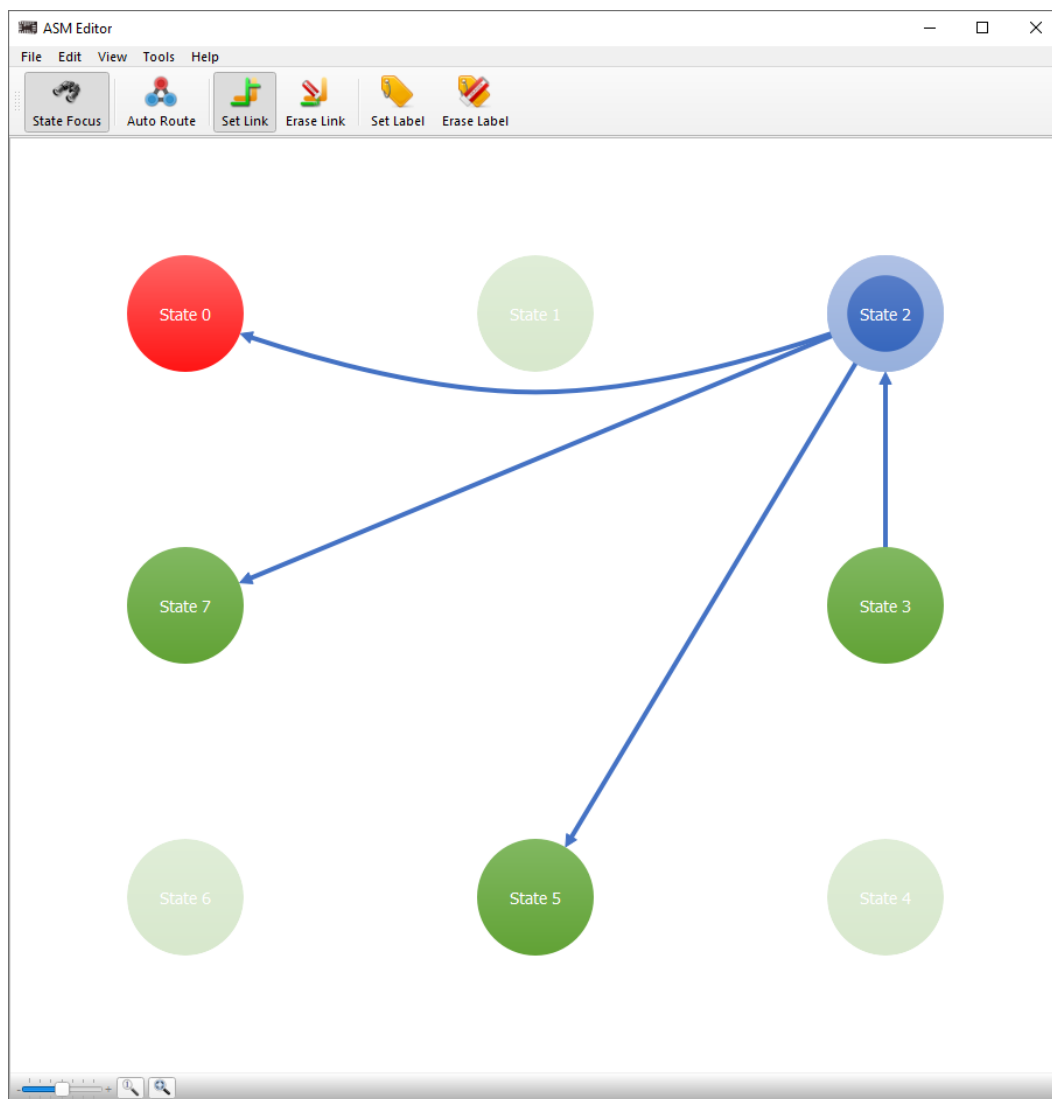 ASM Editor
File Edit View Tools Help
State Focus Auto Route Set Link Erase Link Set Label Erase Label
State 0 State 1 State 2
State 7 State 3
State 6 State 5 State 4
- +